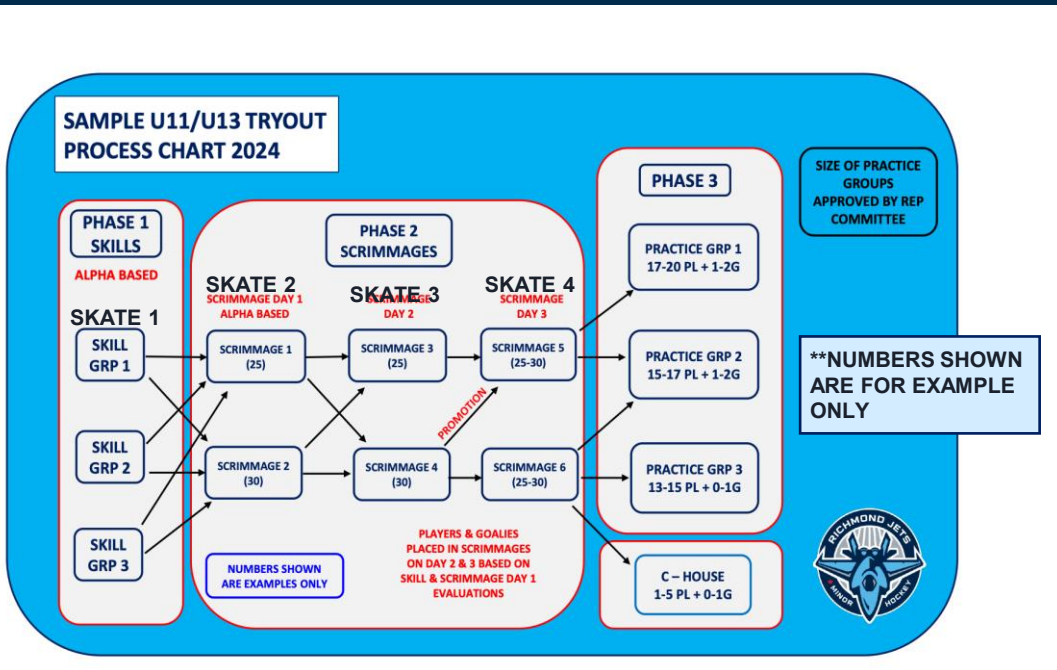 SAMPLE U11/U13 TRYOUT
PROCESS CHART 2024
PHASE 1
SKILLS
ALPHA BASED
SKATE 1
SKILL
GRP 1
SKILL
GRP 2
SKILL
GRP 3
PHASE 2
SCRIMMAGES
SKATE 2
SCRIMMAGE DAY 1
ALPHA BASED
SCRIMMAGE 1
(25)
SCRIMMAGE 2
(30)
SKATE 3
SCRIMMAGE
DAY 2
SCRIMMAGE 3
(25)
SCRIMMAGE 4
(30)
PROMOTION
SKATE 4
SCRIMMAGE
DAY 3
SCRIMMAGE 5
(25-30)
SCRIMMAGE 6
(25-30)
NUMBERS SHOWN
ARE EXAMPLES ONLY
PLAYERS & GOALIES
PLACED IN SCRIMMAGES
ON DAY 2 & 3 BASED ON
SKILL & SCRIMMAGE DAY 1
EVALUATIONS
PHASE 3
PRACTICE GRP 1
17-20 PL + 1-2G
PRACTICE GRP 2
15-17 PL + 1-2G
PRACTICE GRP 3
13-15 PL + 0-1G
C – HOUSE
1-5 PL + 0-1G
SIZE OF PRACTICE
GROUPS
APPROVED BY REP
COMMITTEE
**NUMBERS SHOWN
ARE FOR EXAMPLE
ONLY
RICHMOND JETS
MINOR HOCKEY